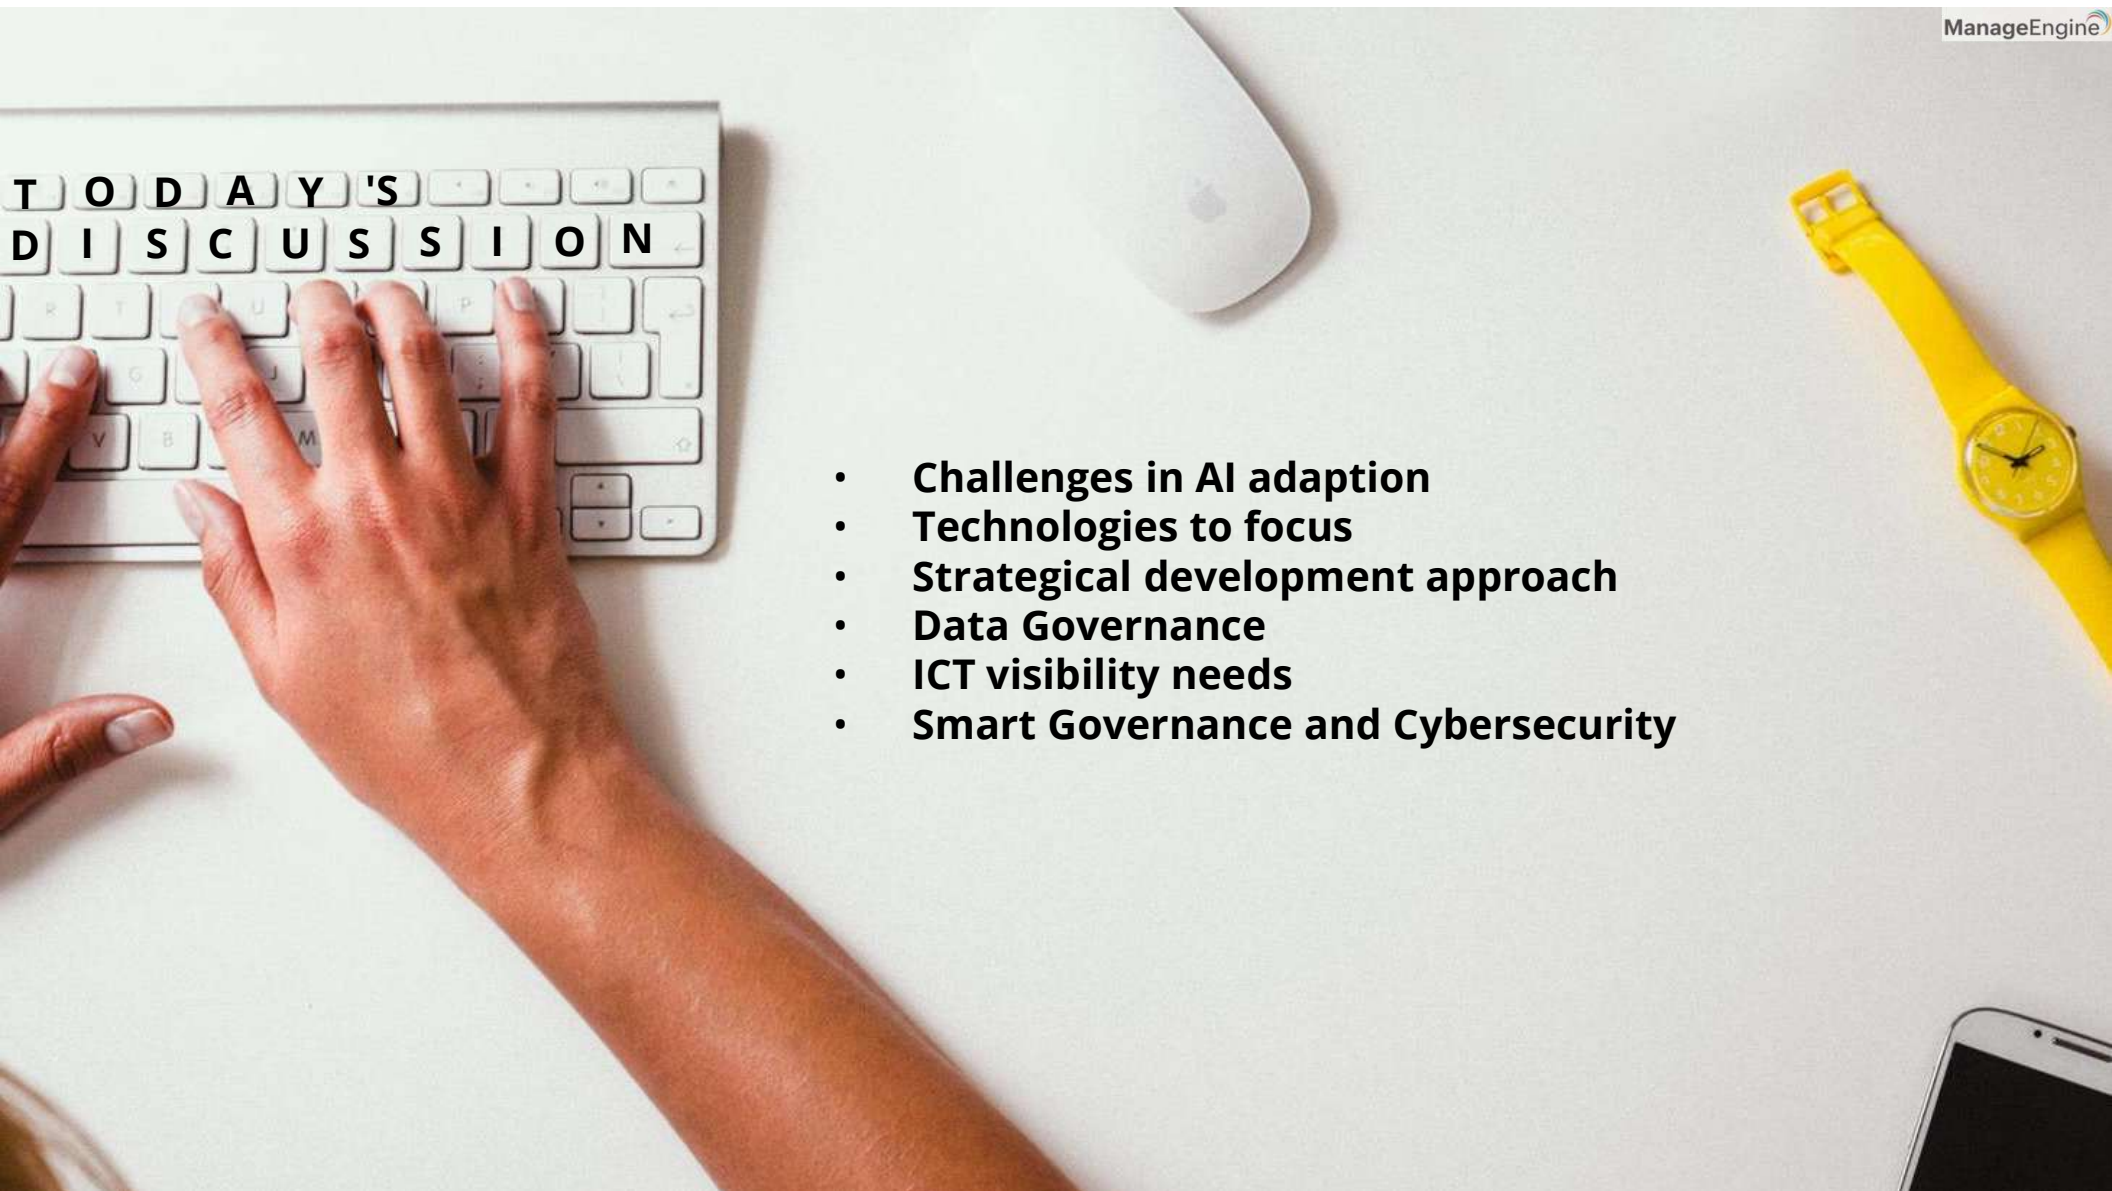 ManageEngine
T O D A Y 'S
D I S C U S S I O N
R T U P
G J
V B M
• Challenges in AI adaption
• Technologies to focus
• Strategical development approach
• Data Governance
• ICT visibility needs
• Smart Governance and Cybersecurity